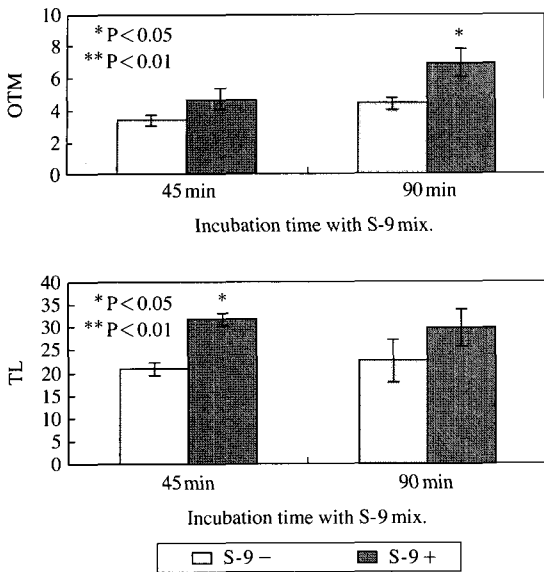 10
8
6
4
2
0
OTM
* P<0.05
** P<0.01
*
45 min 90 min
Incubation time with S-9 mix.
40
35
30
25
20
15
10
5
0
TL
* P<0.05
** P<0.01
*
45 min 90 min
Incubation time with S-9 mix.
S-9 − S-9 +